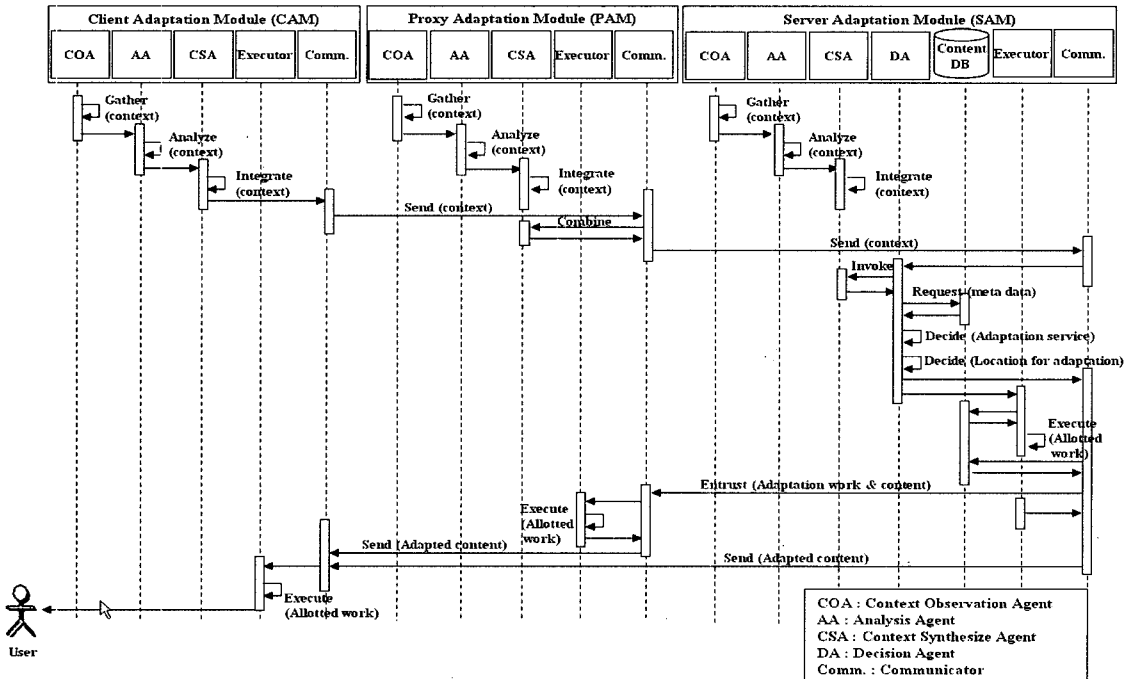 Client Adaptation Module (CAM)
Proxy Adaptation Module (PAM)
Server Adaptation Module (SAM)
COA
AA
CSA
Executor
Comm.
COA
AA
CSA
Executor
Comm.
COA
AA
CSA
DA
Content
DB
Executor
Comm.
Gather
(context)
Analyze
(context)
Integrate
(context)
Gather
(context)
Analyze
(context)
Integrate
(context)
Gather
(context)
Analyze
(context)
Integrate
(context)
Send (context)
Combine
Send (context)
Invoke
Request (meta data)
Decide (Adaptation service)
Decide (Location for adaptation)
Execute
(Allotted
work)
Entrust (Adaptation work & content)
Execute
(Allotted
work)
Send (Adapted content)
Send (Adapted content)
Execute
(Allotted work)
User
COA : Context Observation Agent
AA : Analysis Agent
CSA : Context Synthesize Agent
DA : Decision Agent
Comm. : Communicator